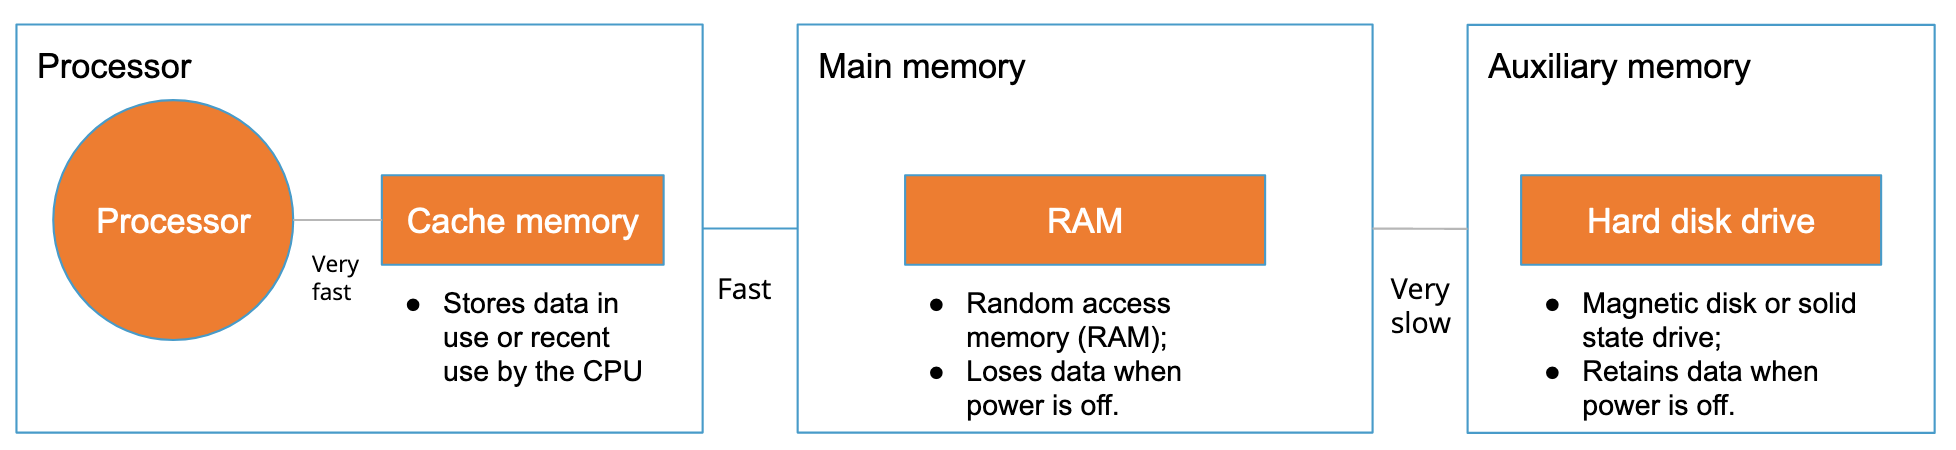 Processor
Processor
Very
fast
Cache memory
● Stores data in
use or recent
use by the CPU
Fast
Main memory
RAM
● Random access
memory (RAM);
● Loses data when
power is off.
Very
slow
Auxiliary memory
Hard disk drive
● Magnetic disk or solid
state drive;
● Retains data when
power is off.